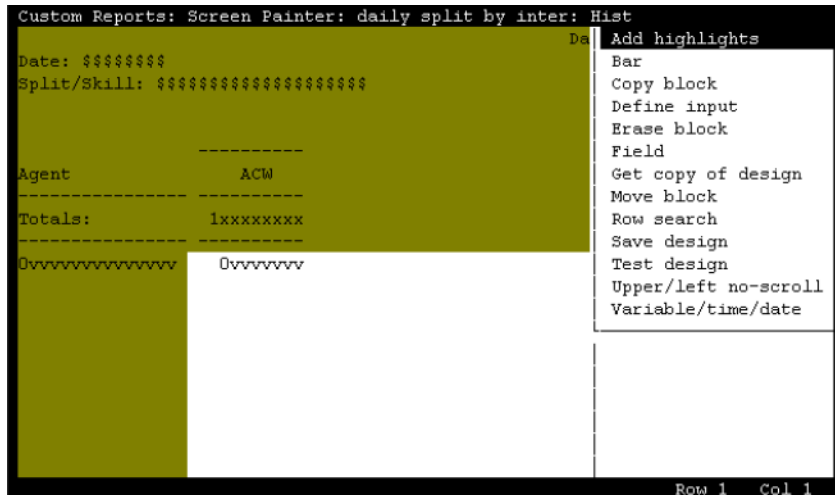 Custom Reports: Screen Painter: daily split by inter: Hist
Da
Date: $$$$$$$$
Split/Skill: $$$$$$$$$$$$$$$$$$$$
----------
Agent ACW
---------------- ----------
Totals: 1xxxxxxxx
---------------- ----------
0vvvvvvvvvvvvvv 0vvvvvvv
Add highlights
Bar
Copy block
Define input
Erase block
Field
Get copy of design
Move block
Row search
Save design
Test design
Upper/left no-scroll
Variable/time/date
Row 1 Col 1